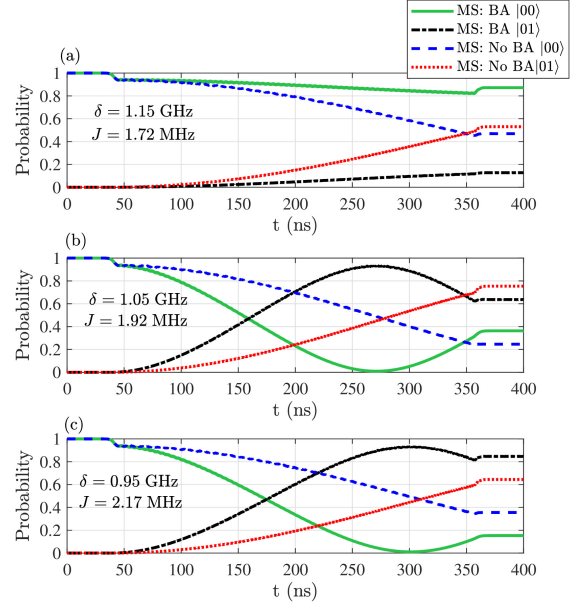 MS: BA |00⟩
MS: BA |01⟩
MS: No BA |00⟩
MS: No BA|01⟩
(a)
1
0.8
0.6
0.4
0.2
0
Probability
δ = 1.15 GHz
J = 1.72 MHz
0 50 100 150 200 250 300 350 400
t (ns)
(b)
1
0.8
0.6
0.4
0.2
0
Probability
δ = 1.05 GHz
J = 1.92 MHz
0 50 100 150 200 250 300 350 400
t (ns)
(c)
1
0.8
0.6
0.4
0.2
0
Probability
δ = 0.95 GHz
J = 2.17 MHz
0 50 100 150 200 250 300 350 400
t (ns)